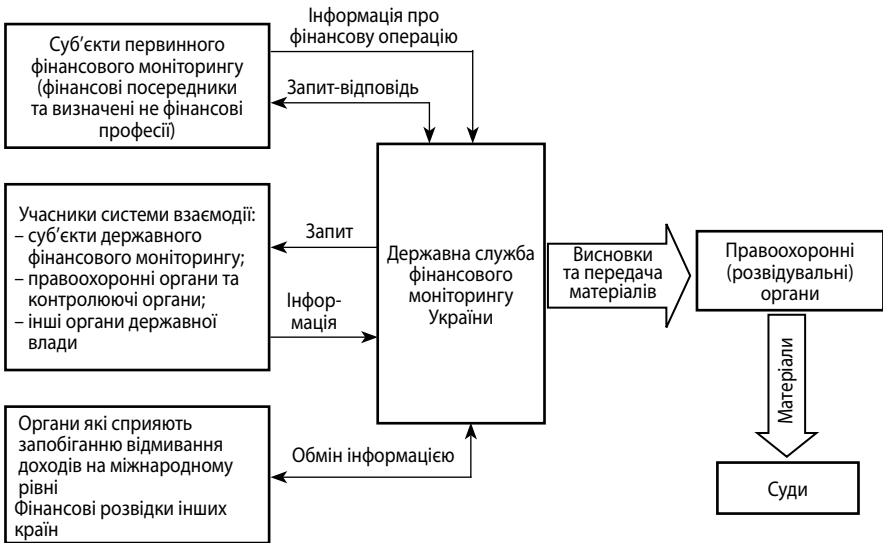 Інформація про
фінансову операцію
Суб’єкти первинного
фінансового моніторингу
(фінансові посередники
та визначені не фінансові
професії)
Запит-відповідь
Учасники системи взаємодії:
– суб’єкти державного
фінансового моніторингу;
– правоохоронні органи та
контролюючі органи;
– інші органи державної
влади
Запит
Інфор-
мація
Державна служба
фінансового
моніторингу
України
Висновки
та передача
матеріалів
Правоохоронні
(розвідувальні)
органи
Матеріали
Суди
Органи які сприяють
запобіганню відмивання
доходів на міжнародному
рівні
Фінансові розвідки інших
країн
Обмін інформацією